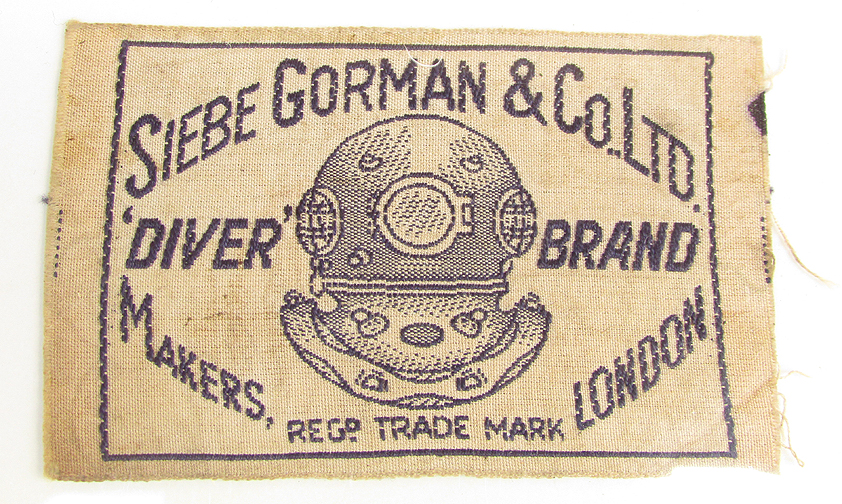 SIEBE GORMAN & Co., LTD.
'DIVER' BRAND
MAKERS, LONDON
REGD TRADE MARK